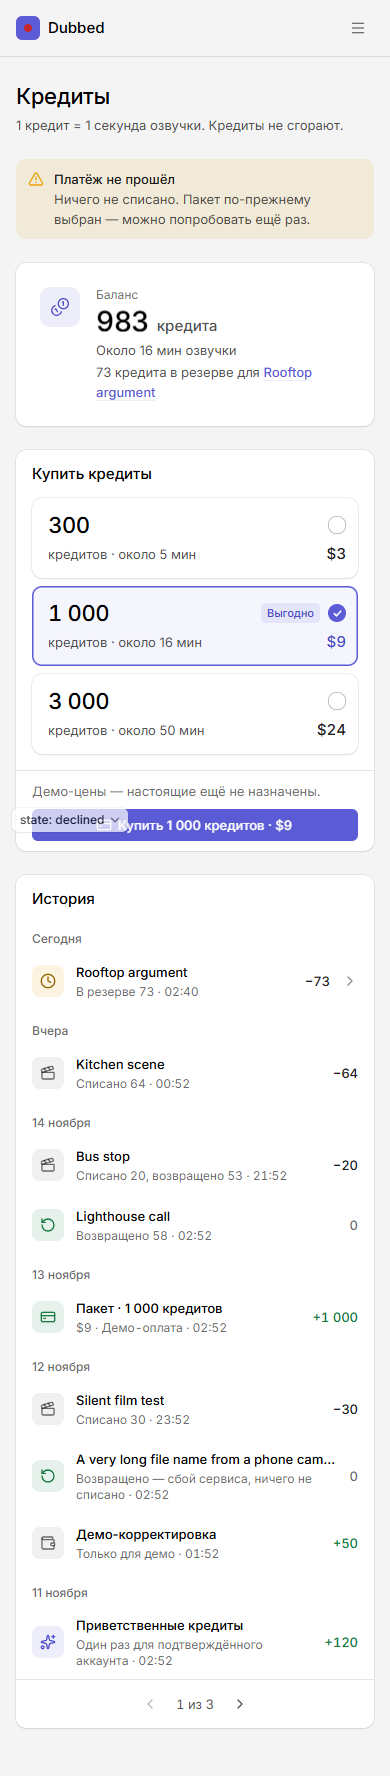 Dubbed
Кредиты
1 кредит = 1 секунда озвучки. Кредиты не сгорают.
Платёж не прошёл
Ничего не списано. Пакет по-прежнему
выбран — можно попробовать ещё раз.
Баланс
983 кредита
Около 16 мин озвучки
73 кредита в резерве для Rooftop
argument
Купить кредиты
300
кредитов · около 5 мин
$3
1 000
Выгодно
кредитов · около 16 мин
$9
3 000
кредитов · около 50 мин
$24
Демо-цены — настоящие ещё не назначены.
state: declined
Купить 1 000 кредитов · $9
История
Сегодня
Rooftop argument
В резерве 73 · 02:40
−73
Вчера
Kitchen scene
Списано 64 · 00:52
−64
14 ноября
Bus stop
Списано 20, возвращено 53 · 21:52
−20
Lighthouse call
Возвращено 58 · 02:52
0
13 ноября
Пакет · 1 000 кредитов
$9 · Демо-оплата · 02:52
+1 000
12 ноября
Silent film test
Списано 30 · 23:52
−30
A very long file name from a phone cam...
Возвращено — сбой сервиса, ничего не
списано · 02:52
0
Демо-корректировка
Только для демо · 01:52
+50
11 ноября
Приветственные кредиты
Один раз для подтверждённого
аккаунта · 02:52
+120
1 из 3